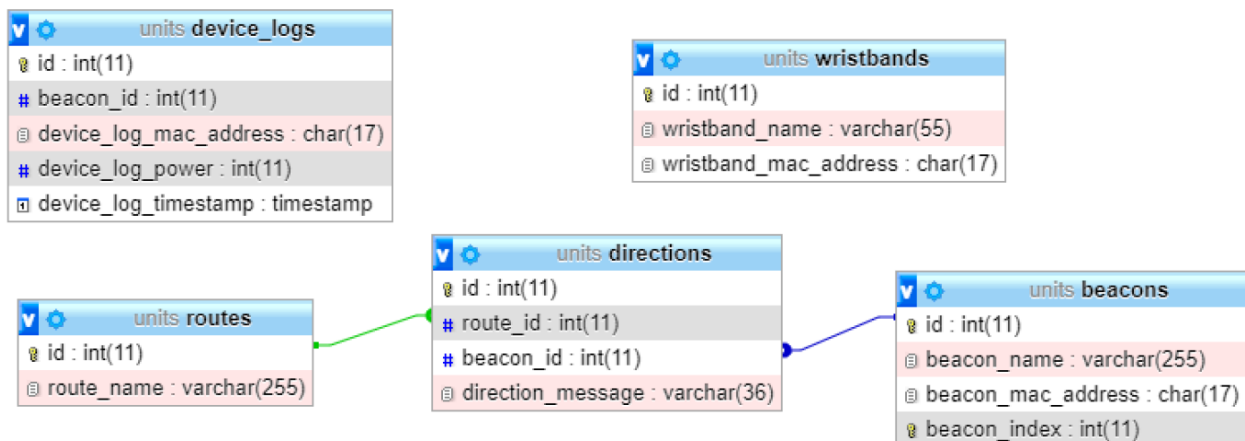 units device_logs
id : int(11)
beacon_id : int(11)
device_log_mac_address : char(17)
device_log_power : int(11)
device_log_timestamp : timestamp
units wristbands
id : int(11)
wristband_name : varchar(55)
wristband_mac_address : char(17)
units routes
id : int(11)
route_name : varchar(255)
units directions
id : int(11)
route_id : int(11)
beacon_id : int(11)
direction_message : varchar(36)
units beacons
id : int(11)
beacon_name : varchar(255)
beacon_mac_address : char(17)
beacon_index : int(11)